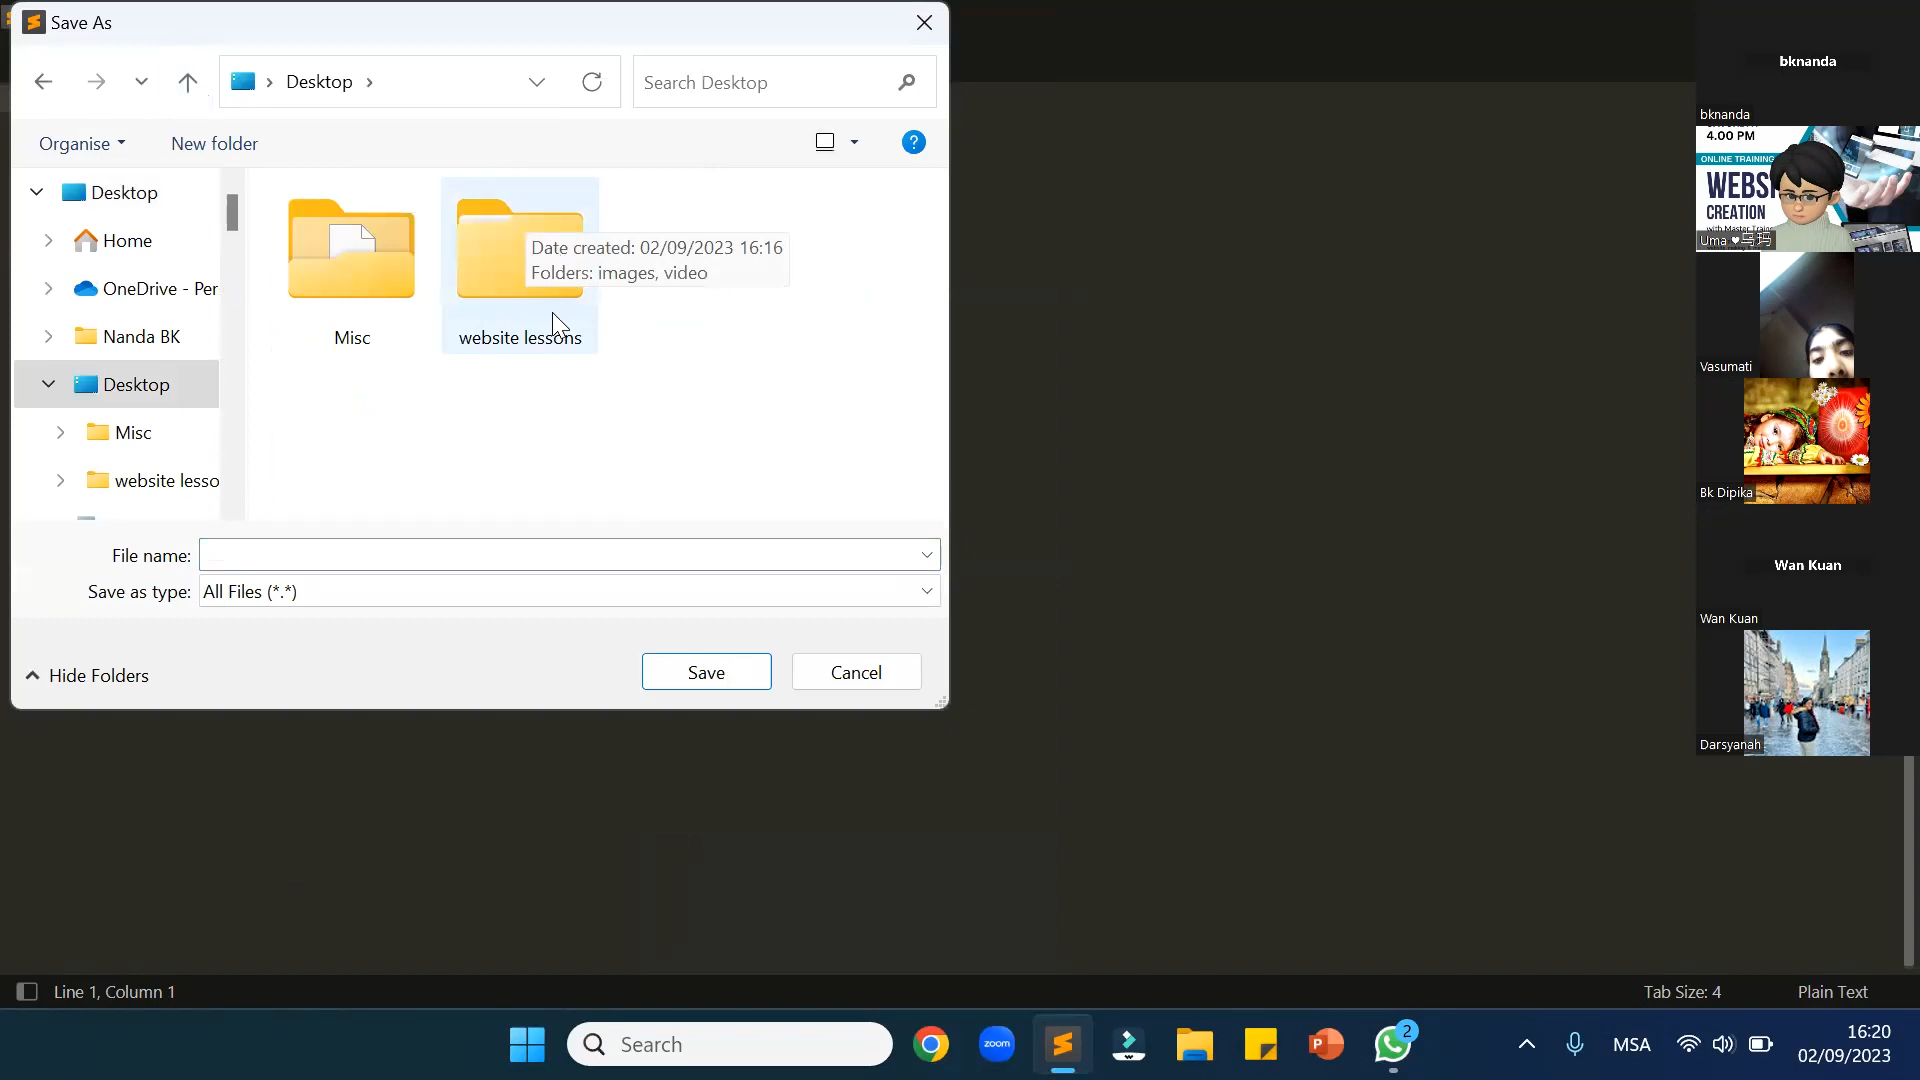 Save As
Desktop
Search Desktop
Organise
New folder
Desktop
Home
OneDrive - Per
Nanda BK
Desktop
Misc
website lesso
Misc
website lessons
Date created: 02/09/2023 16:16
Folders: images, video
File name:
Save as type: All Files (*.*)
Hide Folders
Save
Cancel
bknanda
bknanda
4.00 PM
ONLINE TRAINING
WEBSI
CREATION
Uma ♥乌玛
Vasumati
Bk Dipika
Wan Kuan
Wan Kuan
Darsyanah
Line 1, Column 1
Tab Size: 4
Plain Text
Search
zoom
2
MSA
16:20
02/09/2023